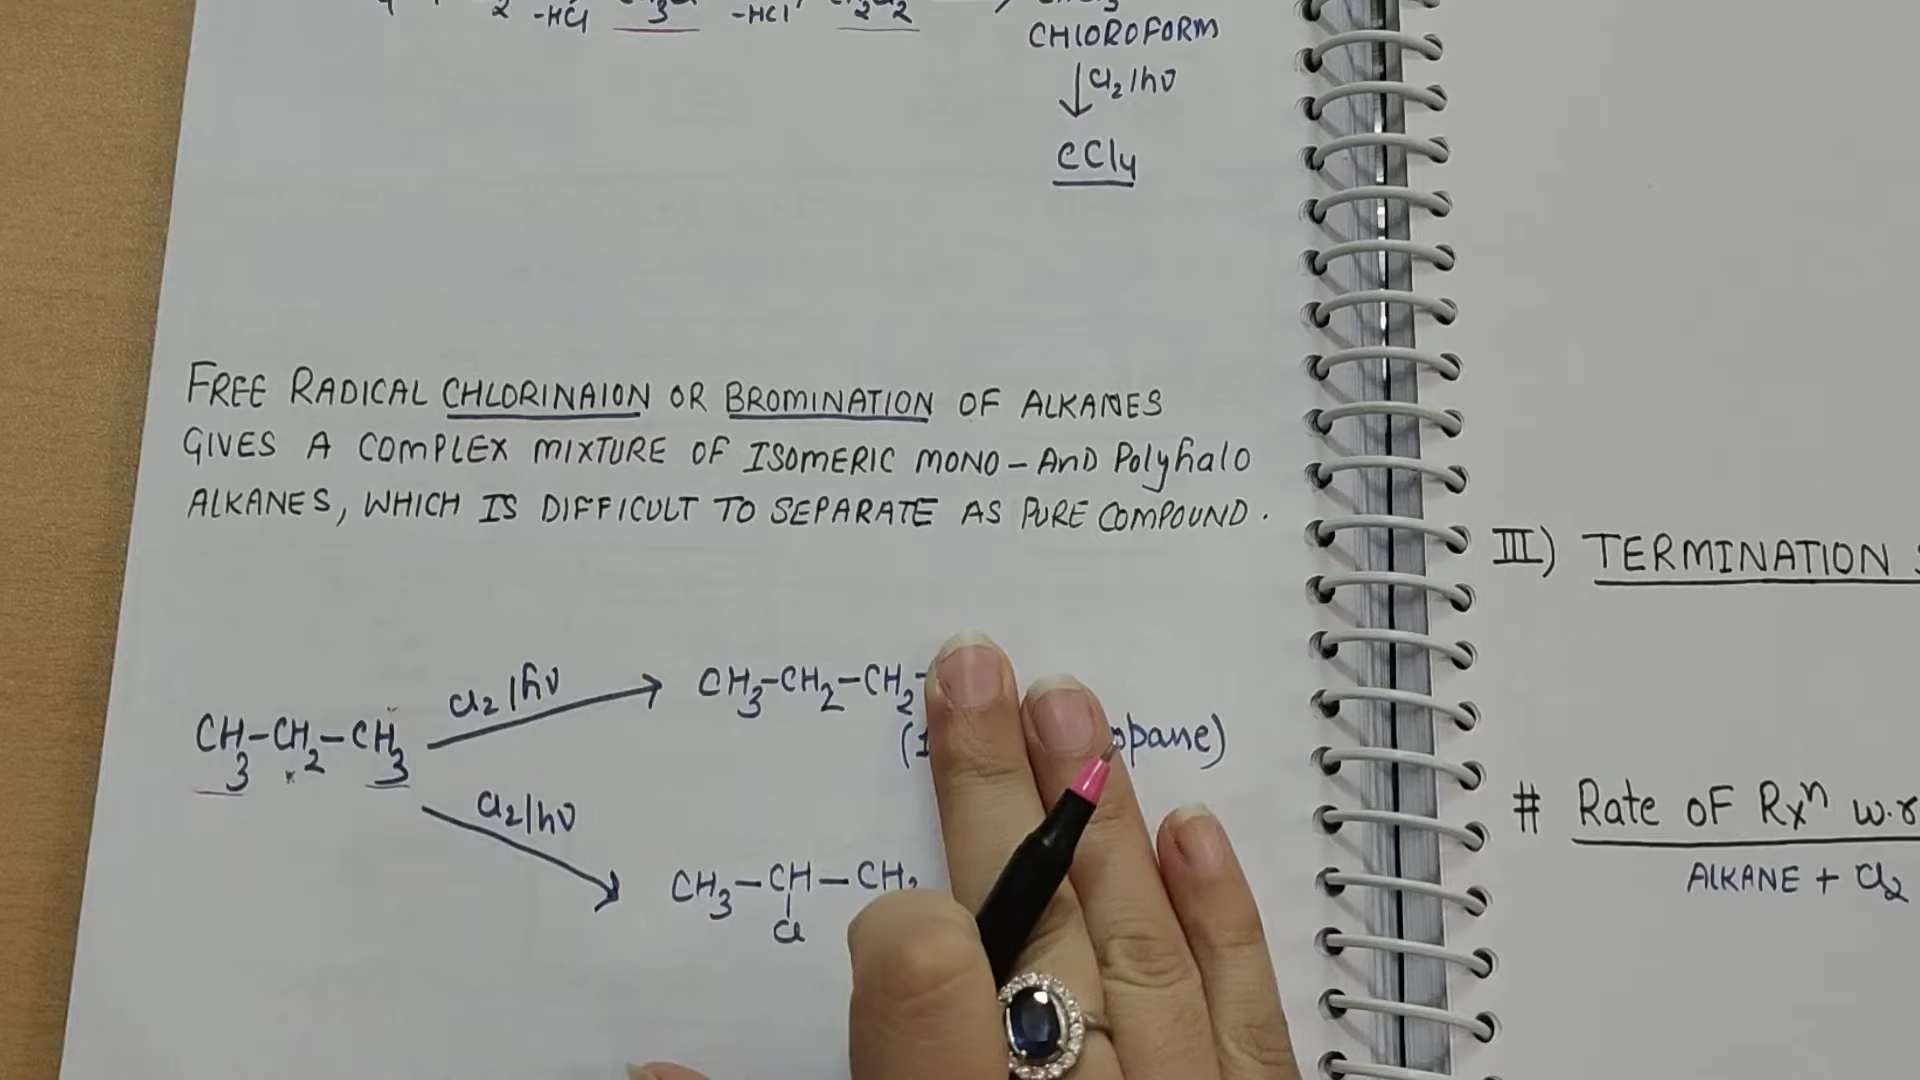 -HCl -HCl
CHLOROFORM
↓ Cl2/hν
CCl4
FREE RADICAL CHLORINAION OR BROMINATION OF ALKANES
GIVES A COMPLEX MIXTURE OF ISOMERIC MONO-AND Polyhalo
ALKANES, WHICH IS DIFFICULT TO SEPARATE AS PURE COMPOUND.
Cl2/hν → CH3-CH2-CH2-
CH3-CH2-CH3
Cl2/hν
CH3-CH-CH3
Cl
III) TERMINATION
# Rate OF Rxn w.r
ALKANE + Cl2